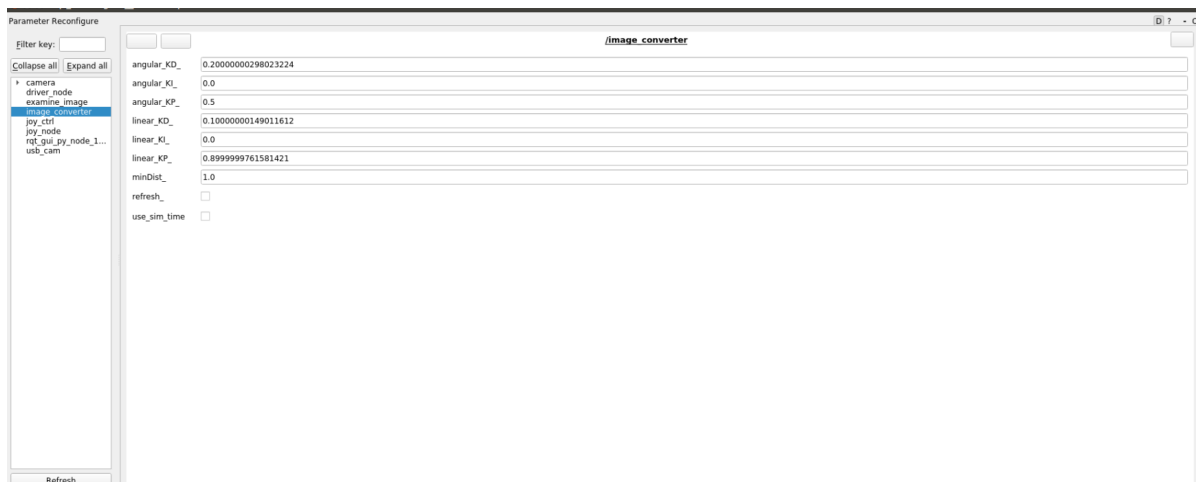 Parameter Reconfigure
D ? - O
Filter key:
Collapse all Expand all
camera
driver_node
examine_image
image_converter
joy_ctrl
joy_node
rqt_gui_py_node_1...
usb_cam
Refresh
/image_converter
angular_KD_ 0.20000000298023224
angular_KI_ 0.0
angular_KP_ 0.5
linear_KD_ 0.10000000149011612
linear_KI_ 0.0
linear_KP_ 0.8999999761581421
minDist_ 1.0
refresh_
use_sim_time